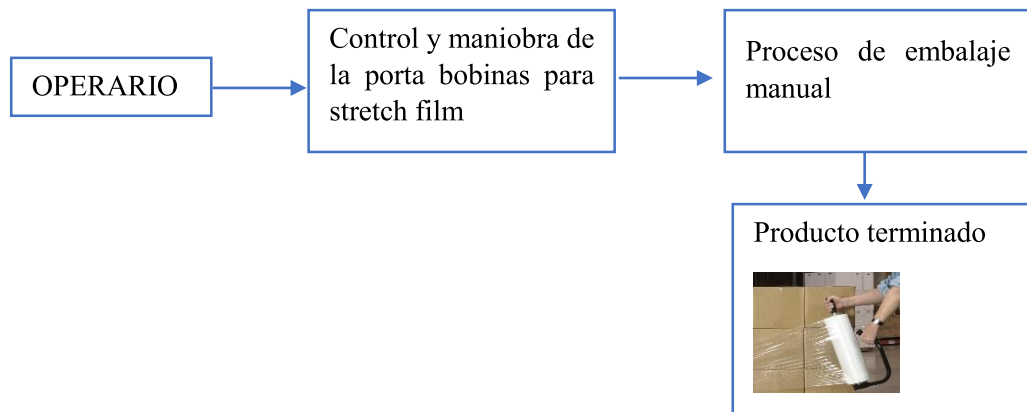 OPERARIO
Control y maniobra de
la porta bobinas para
stretch film
Proceso de embalaje
manual
Producto terminado